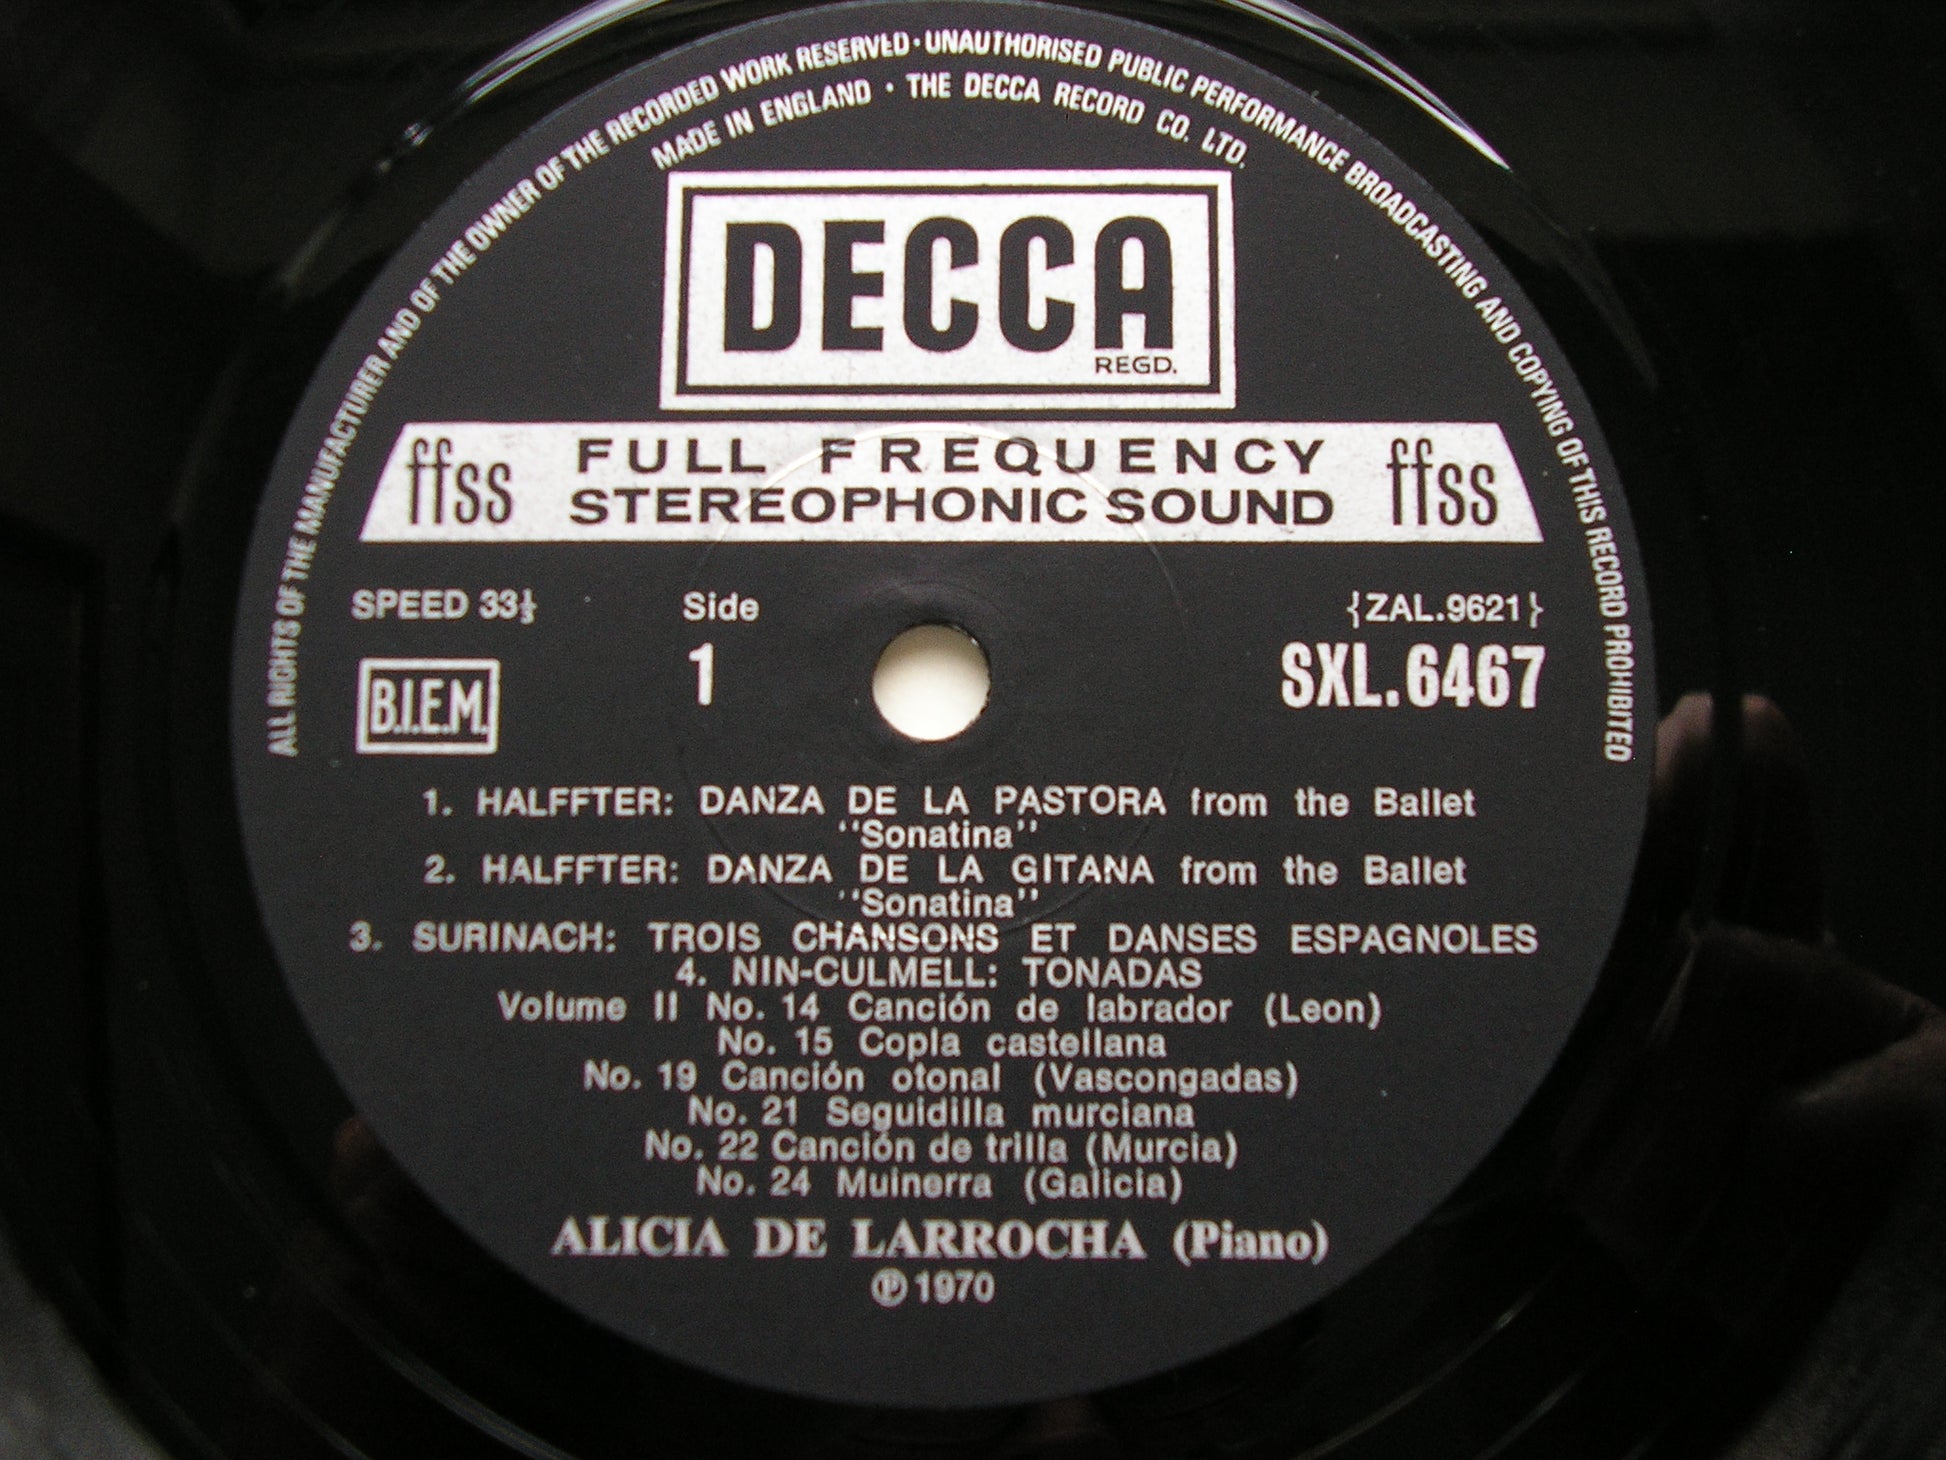 ALL RIGHTS OF THE MANUFACTURER AND OF THE OWNER OF THE RECORDED WORK RESERVED · UNAUTHORISED PUBLIC PERFORMANCE BROADCASTING AND COPYING OF THIS RECORD PROHIBITED
MADE IN ENGLAND · THE DECCA RECORD CO. LTD.
DECCA
REGD.
ffss FULL FREQUENCY ffss
STEREOPHONIC SOUND
SPEED 33⅓ Side {ZAL.9621}
B.I.E.M. 1 SXL.6467
1. HALFFTER: DANZA DE LA PASTORA from the Ballet
"Sonatina"
2. HALFFTER: DANZA DE LA GITANA from the Ballet
"Sonatina"
3. SURINACH: TROIS CHANSONS ET DANSES ESPAGNOLES
4. NIN-CULMELL: TONADAS
Volume II No. 14 Canción de labrador (Leon)
No. 15 Copla castellana
No. 19 Canción otonal (Vascongadas)
No. 21 Seguidilla murciana
No. 22 Canción de trilla (Murcia)
No. 24 Muinerra (Galicia)
ALICIA DE LARROCHA (Piano)
℗ 1970